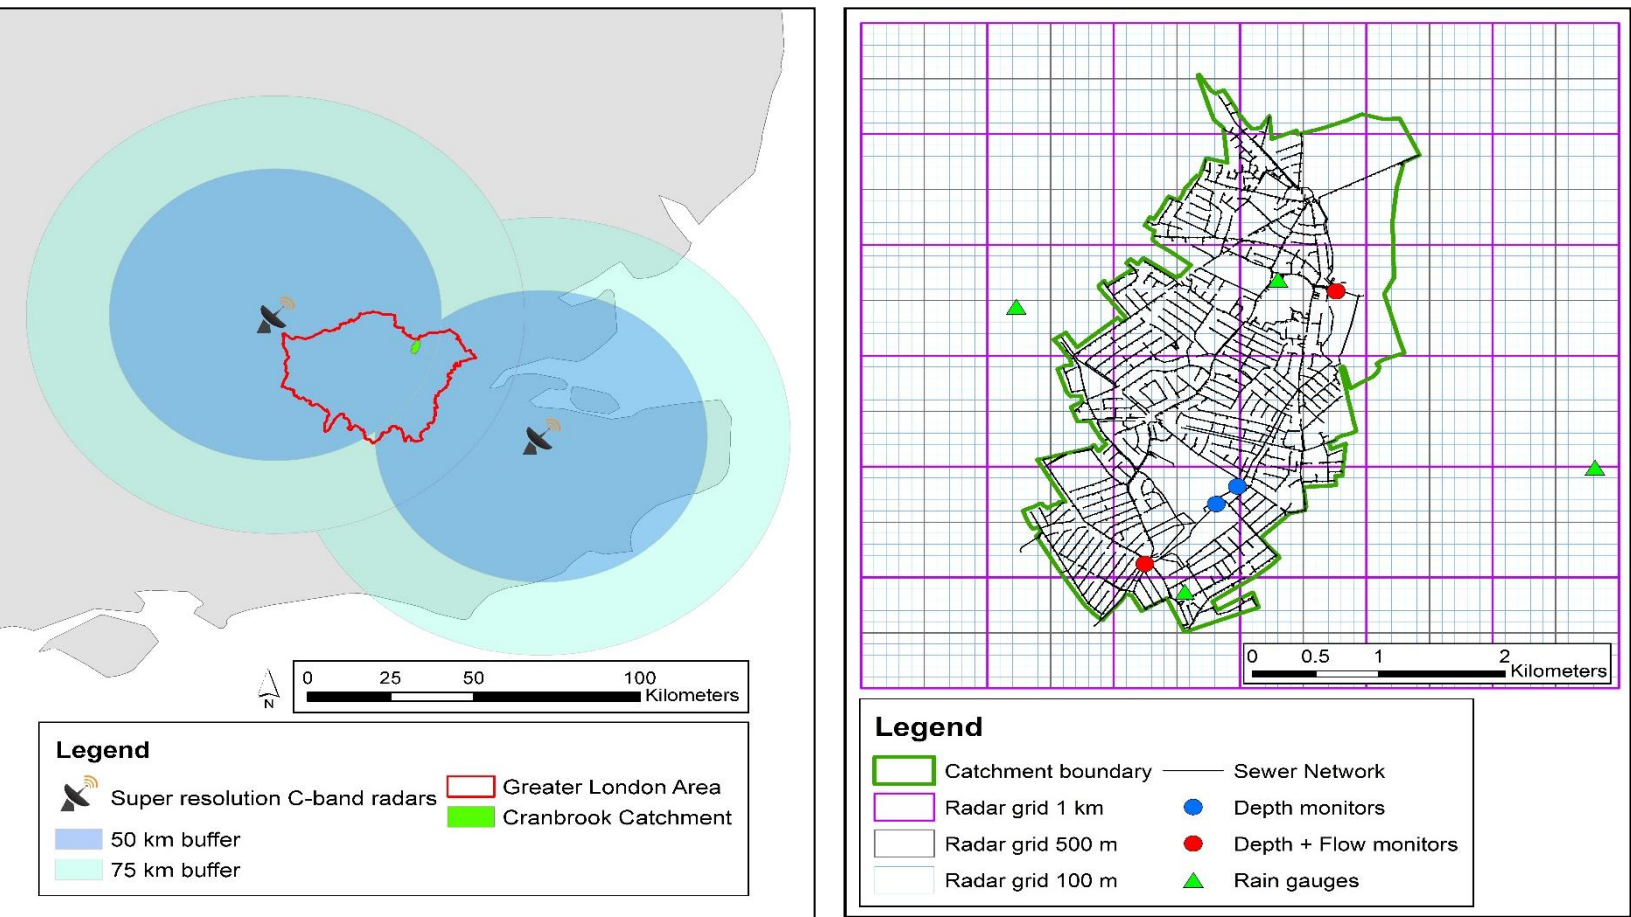 N
0 25 50 100
Kilometers
Legend
Super resolution C-band radars
50 km buffer
75 km buffer
Greater London Area
Cranbrook Catchment
0 0.5 1 2
Kilometers
Legend
Catchment boundary
Radar grid 1 km
Radar grid 500 m
Radar grid 100 m
Sewer Network
Depth monitors
Depth + Flow monitors
Rain gauges